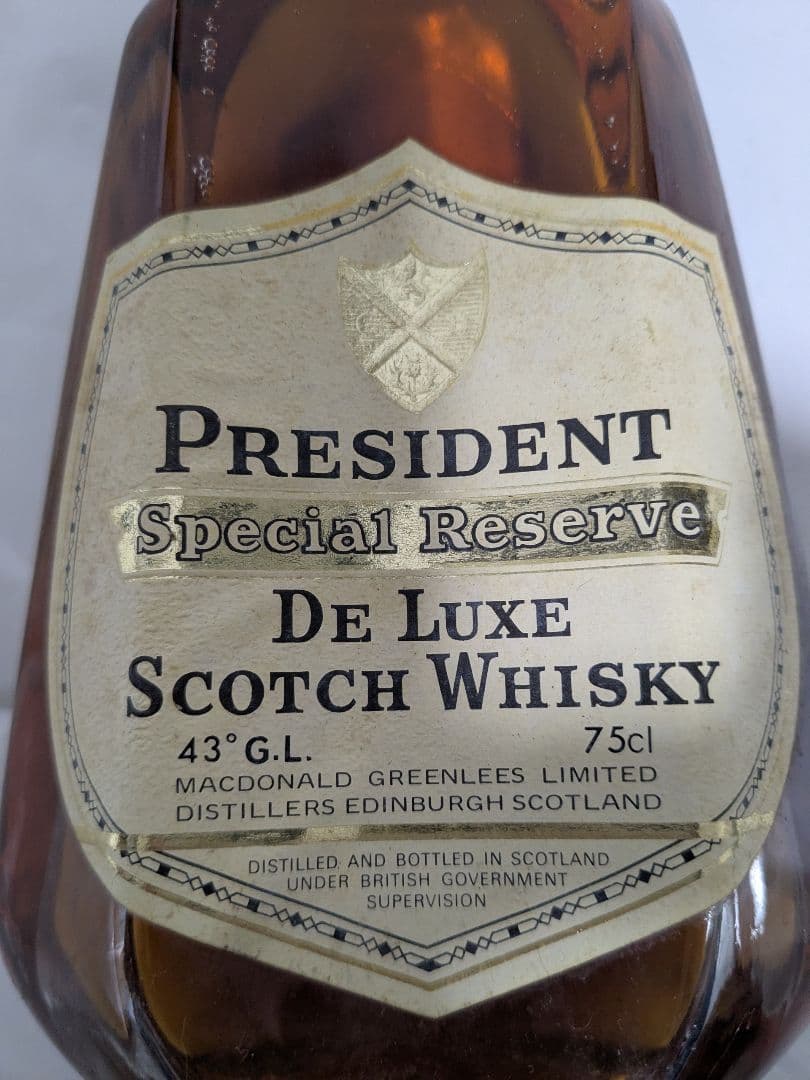 PRESIDENT
Special Reserve
DE LUXE
SCOTCH WHISKY
43° G.L. 75cl
MACDONALD GREENLEES LIMITED
DISTILLERS EDINBURGH SCOTLAND
DISTILLED AND BOTTLED IN SCOTLAND
UNDER BRITISH GOVERNMENT
SUPERVISION